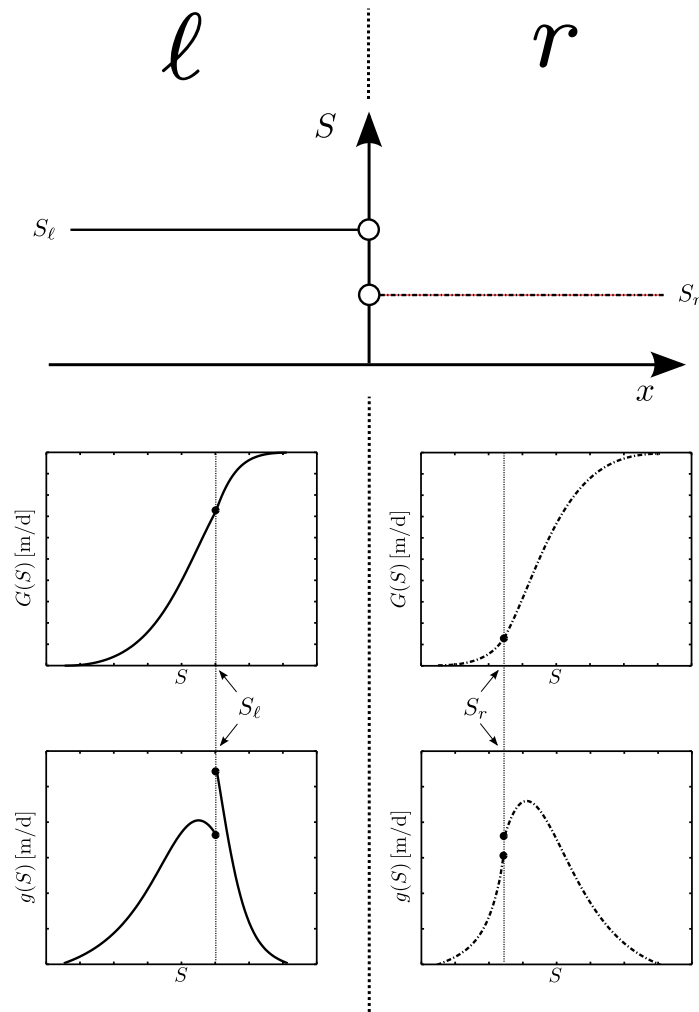 ℓ r
S
S_ℓ
S_r
x
G(S) [m/d] G(S) [m/d]
S S
S_ℓ S_r
g(S) [m/d] g(S) [m/d]
S S